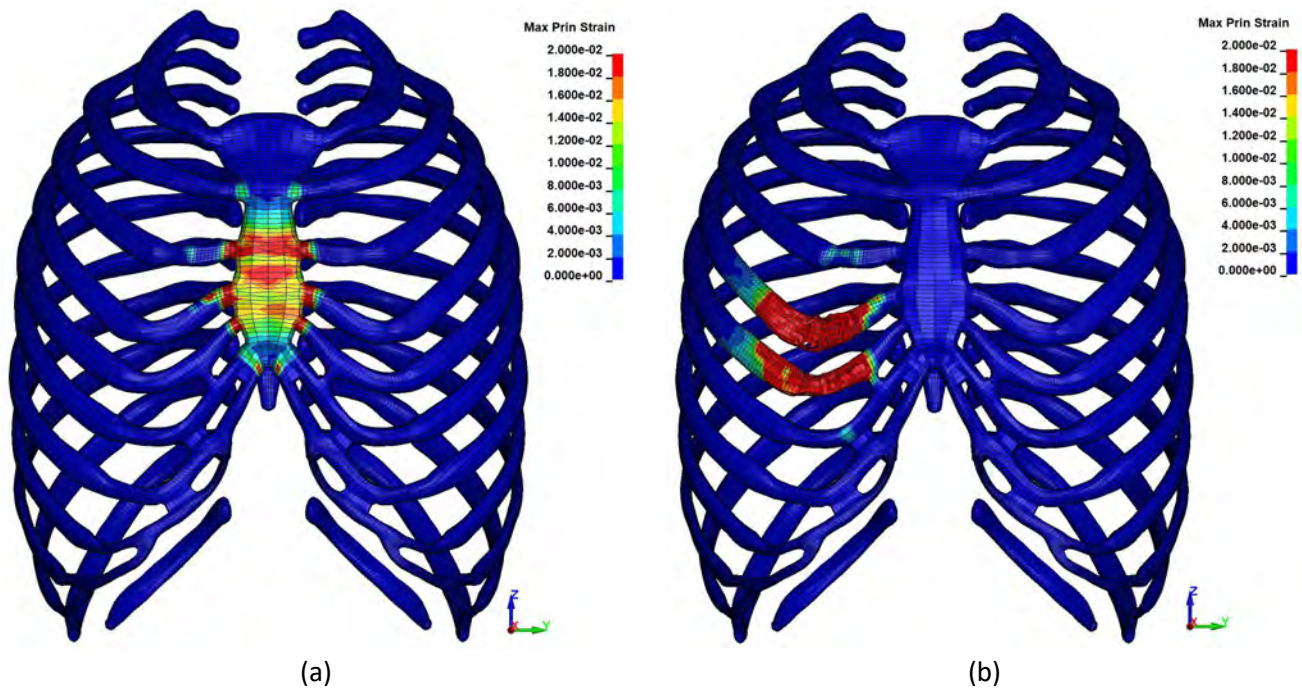 Max Prin Strain
2.000e-02
1.800e-02
1.600e-02
1.400e-02
1.200e-02
1.000e-02
8.000e-03
6.000e-03
4.000e-03
2.000e-03
0.000e+00
Z
X
Y
(a)
Max Prin Strain
2.000e-02
1.800e-02
1.600e-02
1.400e-02
1.200e-02
1.000e-02
8.000e-03
6.000e-03
4.000e-03
2.000e-03
0.000e+00
Z
X
Y
(b)